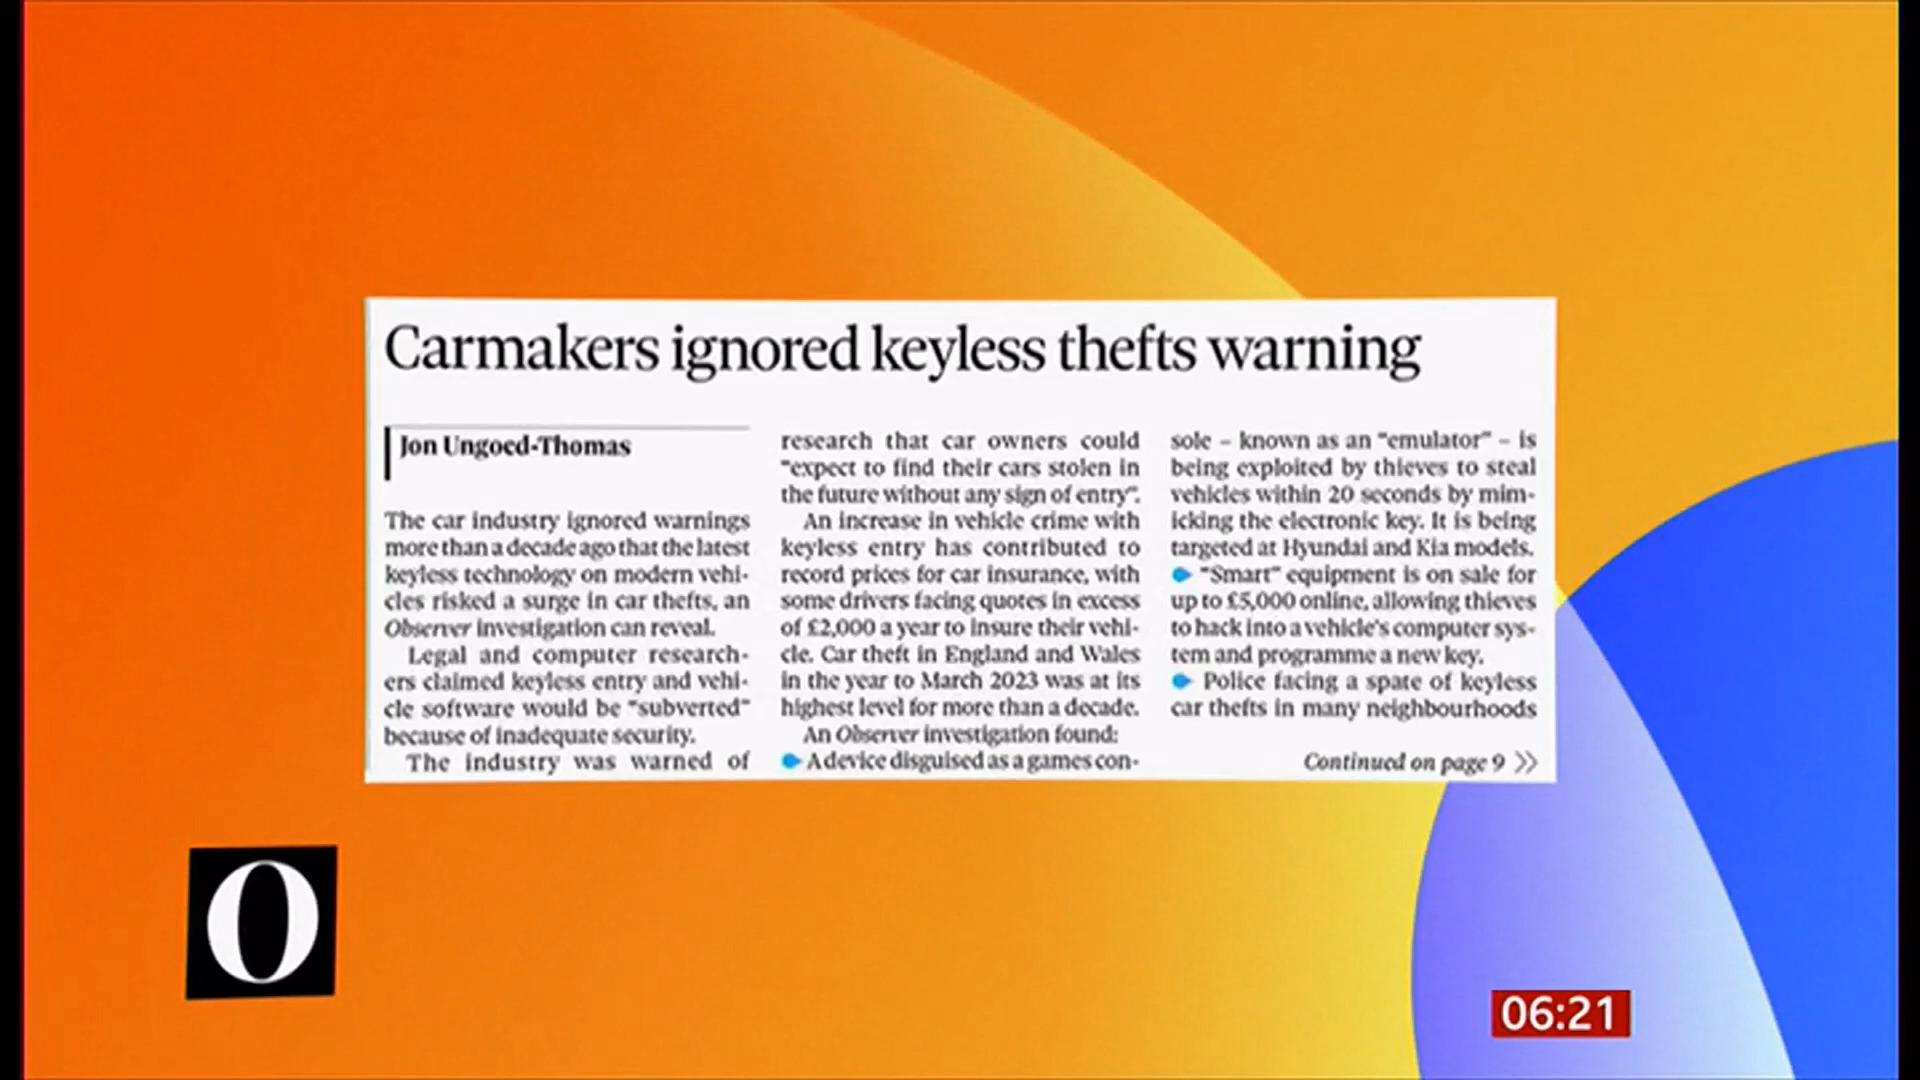 Carmakers ignored keyless thefts warning
Jon Ungoed-Thomas
The car industry ignored warnings
more than a decade ago that the latest
keyless technology on modern vehi-
cles risked a surge in car thefts, an
Observer investigation can reveal.
Legal and computer research-
ers claimed keyless entry and vehi-
cle software would be "subverted"
because of inadequate security.
The industry was warned of
research that car owners could
"expect to find their cars stolen in
the future without any sign of entry".
An increase in vehicle crime with
keyless entry has contributed to
record prices for car insurance, with
some drivers facing quotes in excess
of £2,000 a year to insure their vehi-
cle. Car theft in England and Wales
in the year to March 2023 was at its
highest level for more than a decade.
An Observer investigation found:
A device disguised as a games con-
sole – known as an "emulator" – is
being exploited by thieves to steal
vehicles within 20 seconds by mim-
icking the electronic key. It is being
targeted at Hyundai and Kia models.
"Smart" equipment is on sale for
up to £5,000 online, allowing thieves
to hack into a vehicle's computer sys-
tem and programme a new key.
Police facing a spate of keyless
car thefts in many neighbourhoods
Continued on page 9 >>
O
06:21